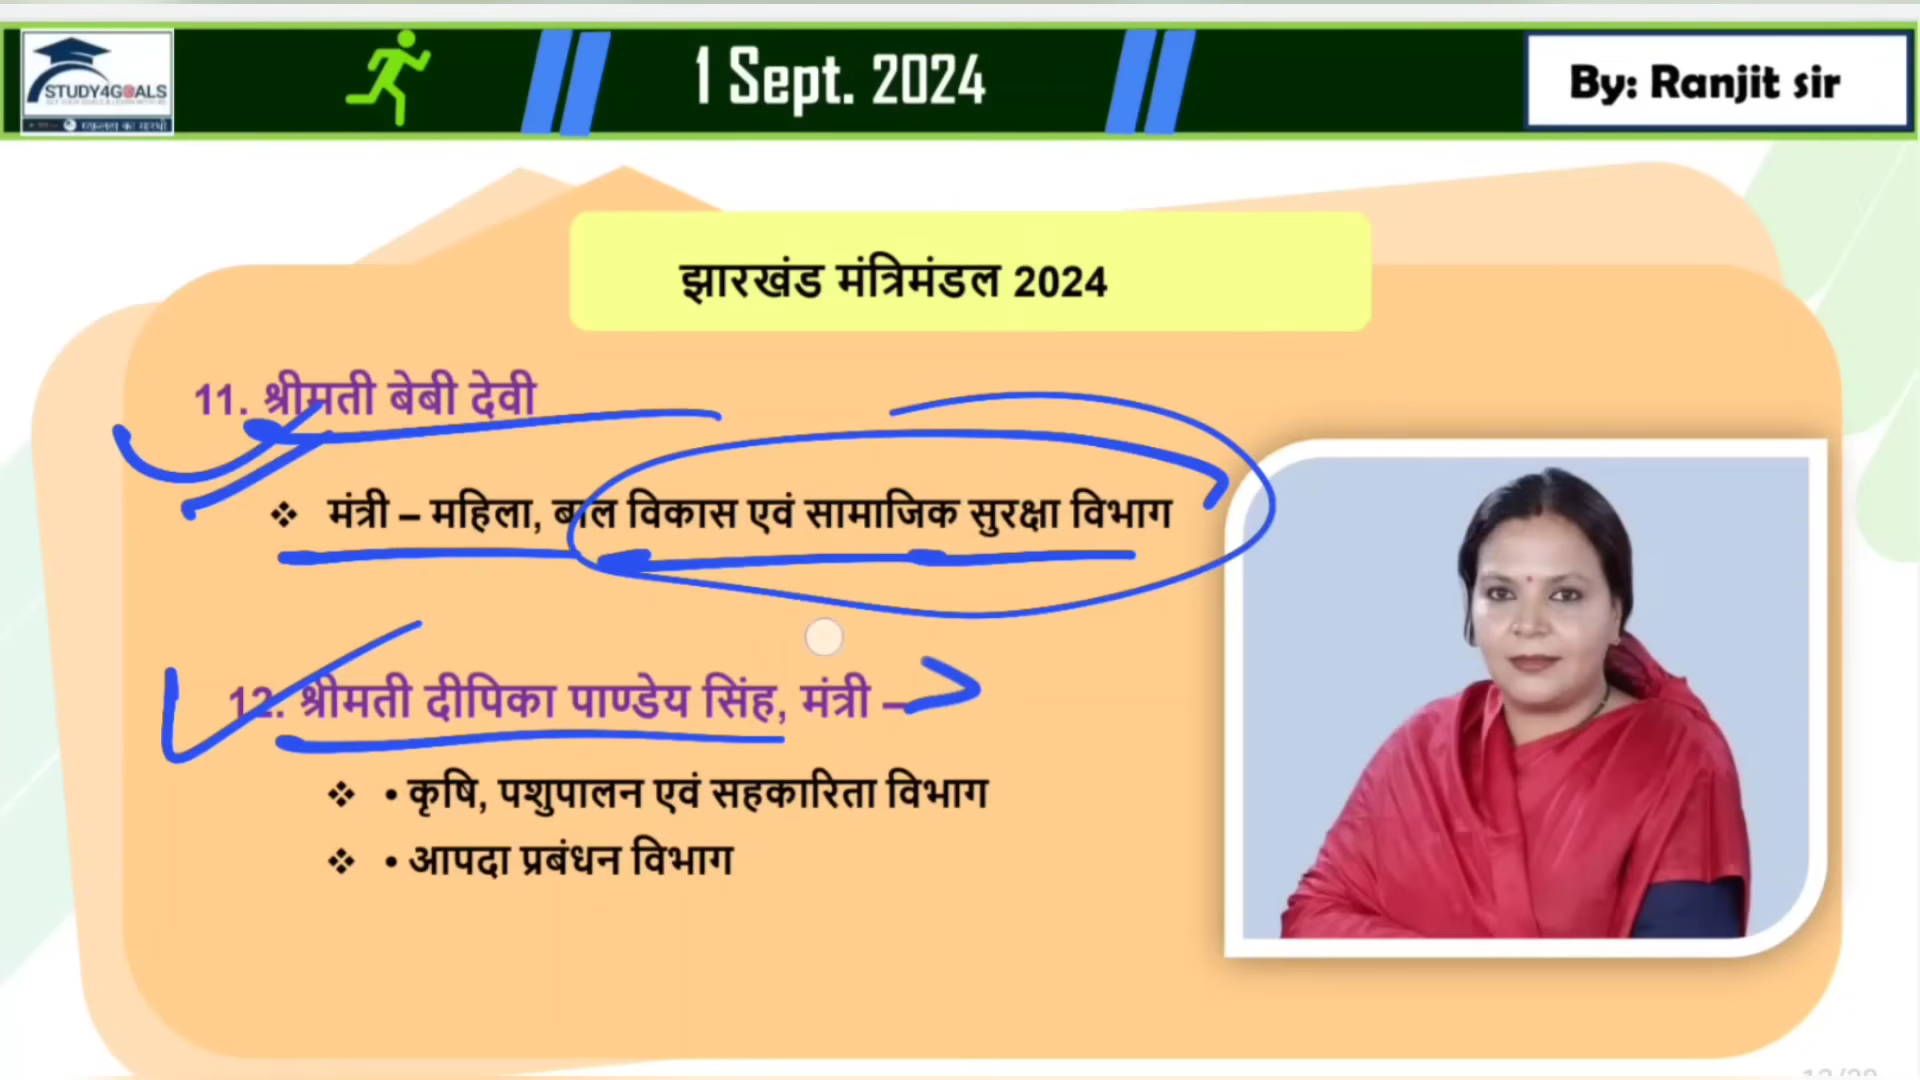 STUDY4GOALS
1 Sept. 2024
By: Ranjit sir
झारखंड मंत्रिमंडल 2024
11. श्रीमती बेबी देवी
❖ मंत्री – महिला, बाल विकास एवं सामाजिक सुरक्षा विभाग
12. श्रीमती दीपिका पाण्डेय सिंह, मंत्री –
❖ • कृषि, पशुपालन एवं सहकारिता विभाग
❖ • आपदा प्रबंधन विभाग